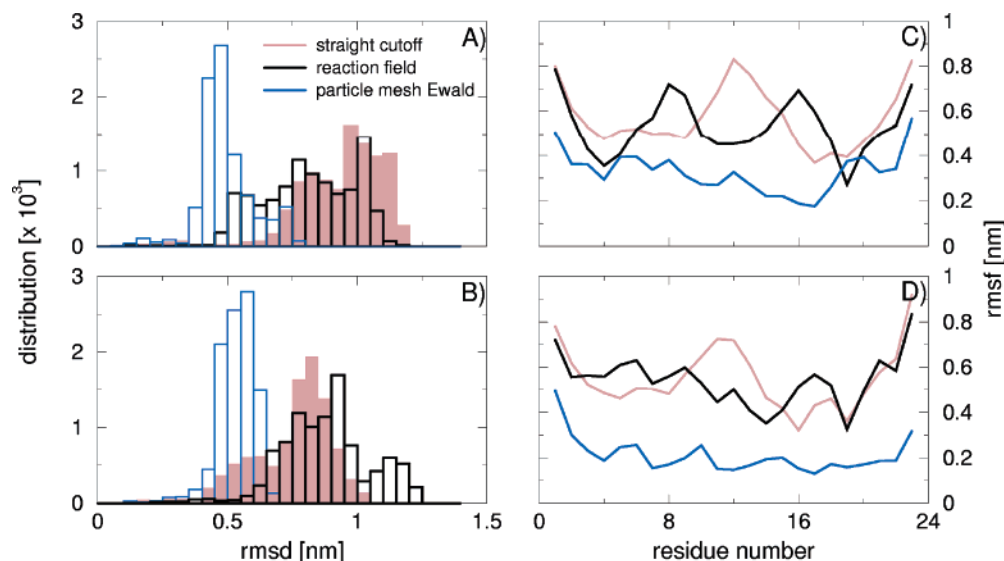 A)
straight cutoff
reaction field
particle mesh Ewald
3
2
1
0
B)
3
2
1
0
distribution [x 10³]
0
0.5
1
1.5
rmsd [nm]
C)
1
0.8
0.6
0.4
0.2
0
D)
1
0.8
0.6
0.4
0.2
0
rmsf [nm]
0
8
16
24
residue number